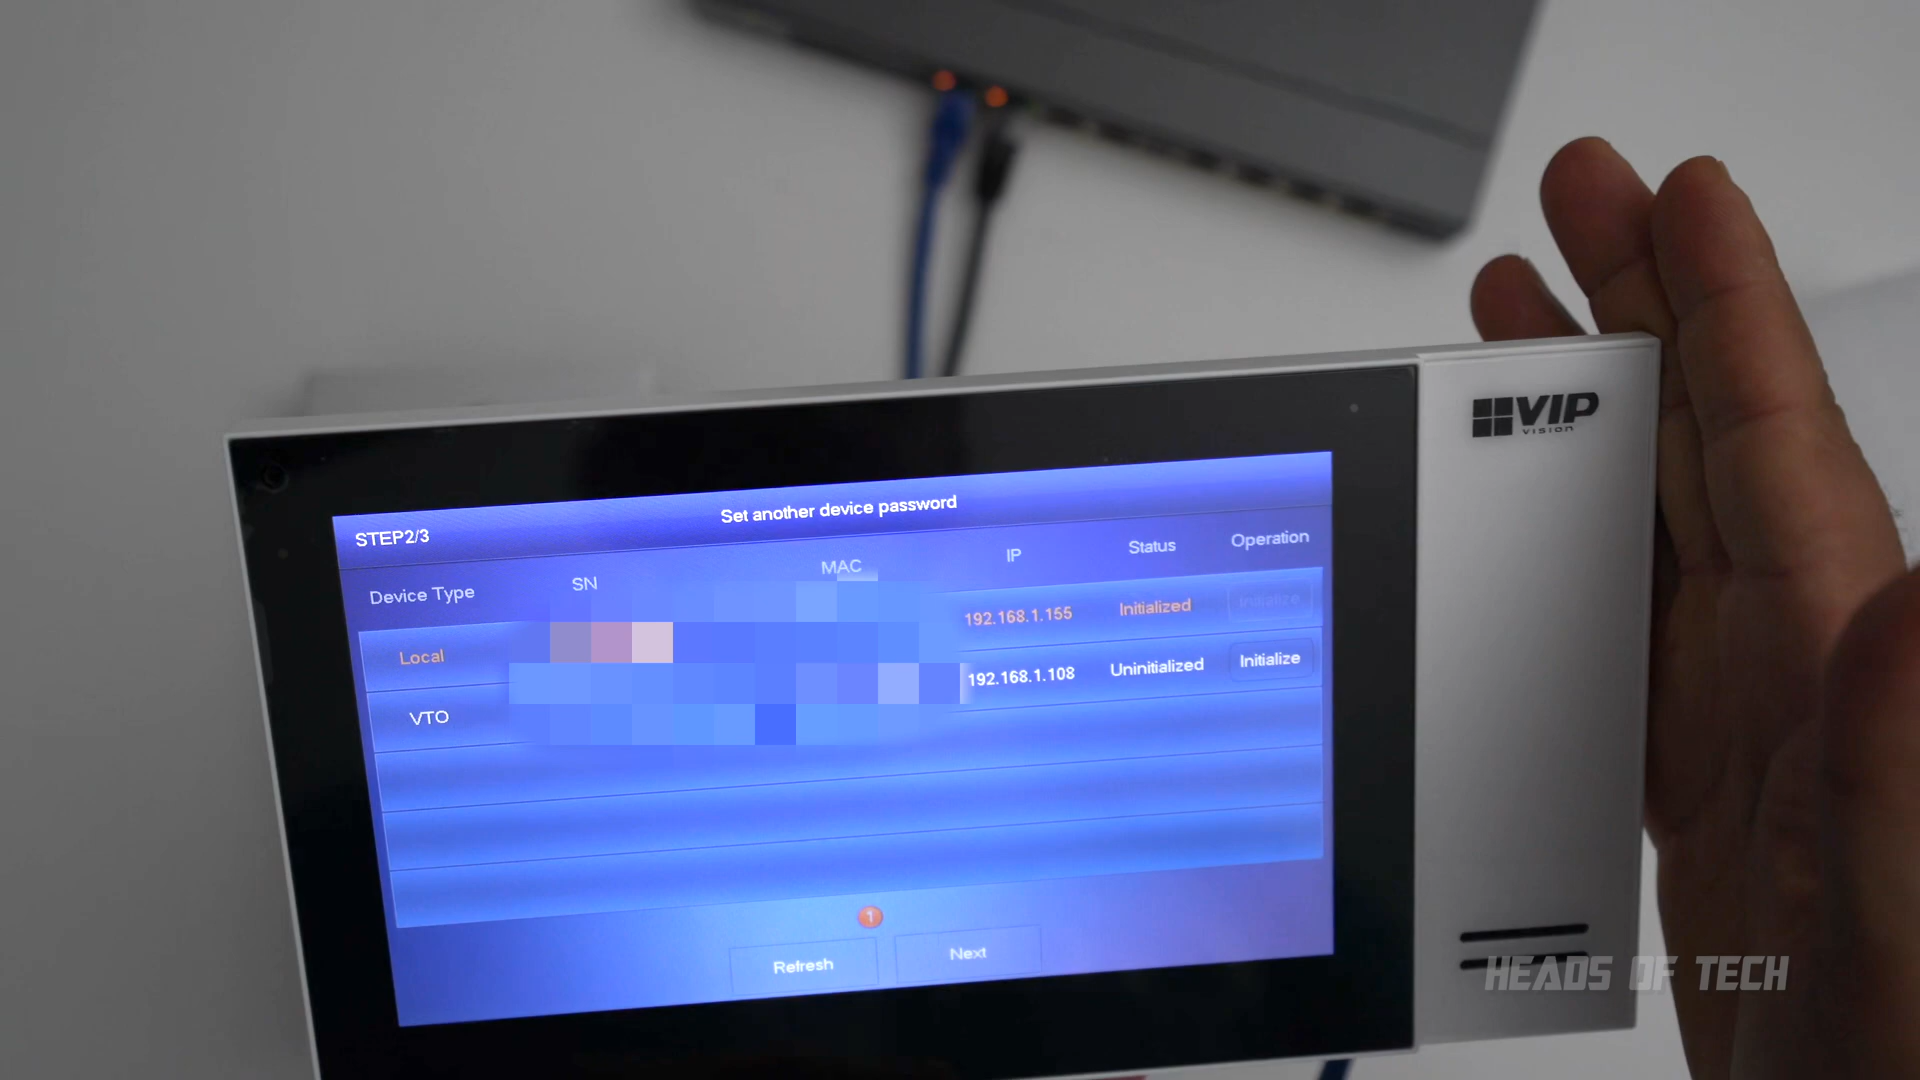 VIP
VISION
STEP2/3
Set another device password
Device Type SN MAC IP Status Operation
Local 192.168.1.155 Initialized Initialize
VTO 192.168.1.108 Uninitialized Initialize
1
Refresh Next
HEADS OF TECH